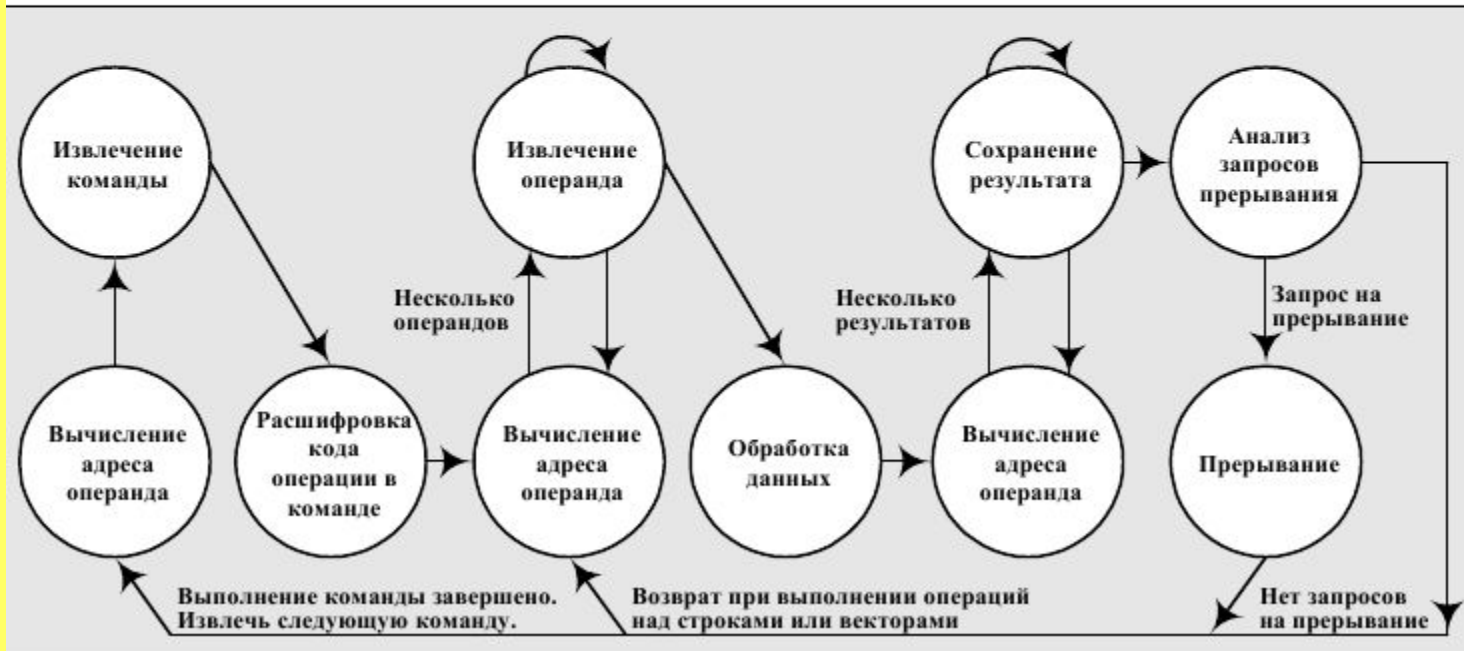 Извлечение
команды
Извлечение
операнда
Сохранение
результата
Анализ
запросов
прерывания
Несколько
операндов
Несколько
результатов
Запрос на
прерывание
Вычисление
адреса
операнда
Расшифровка
кода
операции в
команде
Вычисление
адреса
операнда
Обработка
данных
Вычисление
адреса
операнда
Прерывание
Выполнение команды завершено.
Извлечь следующую команду.
Возврат при выполнении операций
над строками или векторами
Нет запросов
на прерывание